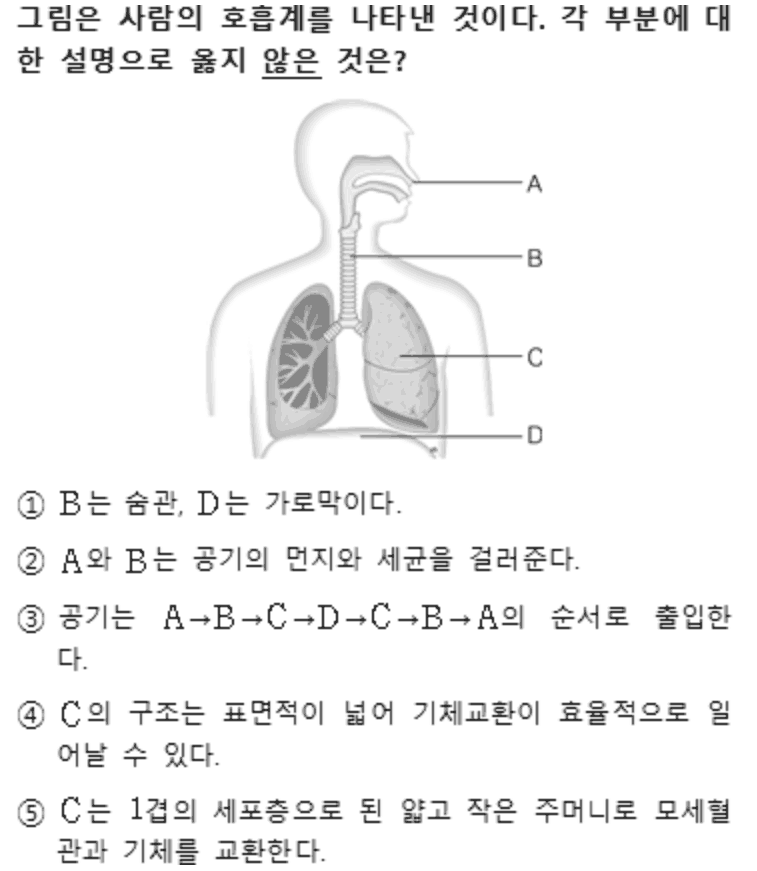 그림은 사람의 호흡계를 나타낸 것이다. 각 부분에 대
한 설명으로 옳지 않은 것은?
A
B
C
D
① B는 숨관, D는 가로막이다.
② A와 B는 공기의 먼지와 세균을 걸러준다.
③ 공기는 A→B→C→D→C→B→A의 순서로 출입한
다.
④ C의 구조는 표면적이 넓어 기체교환이 효율적으로 일
어날 수 있다.
⑤ C는 1겹의 세포층으로 된 얇고 작은 주머니로 모세혈
관과 기체를 교환한다.